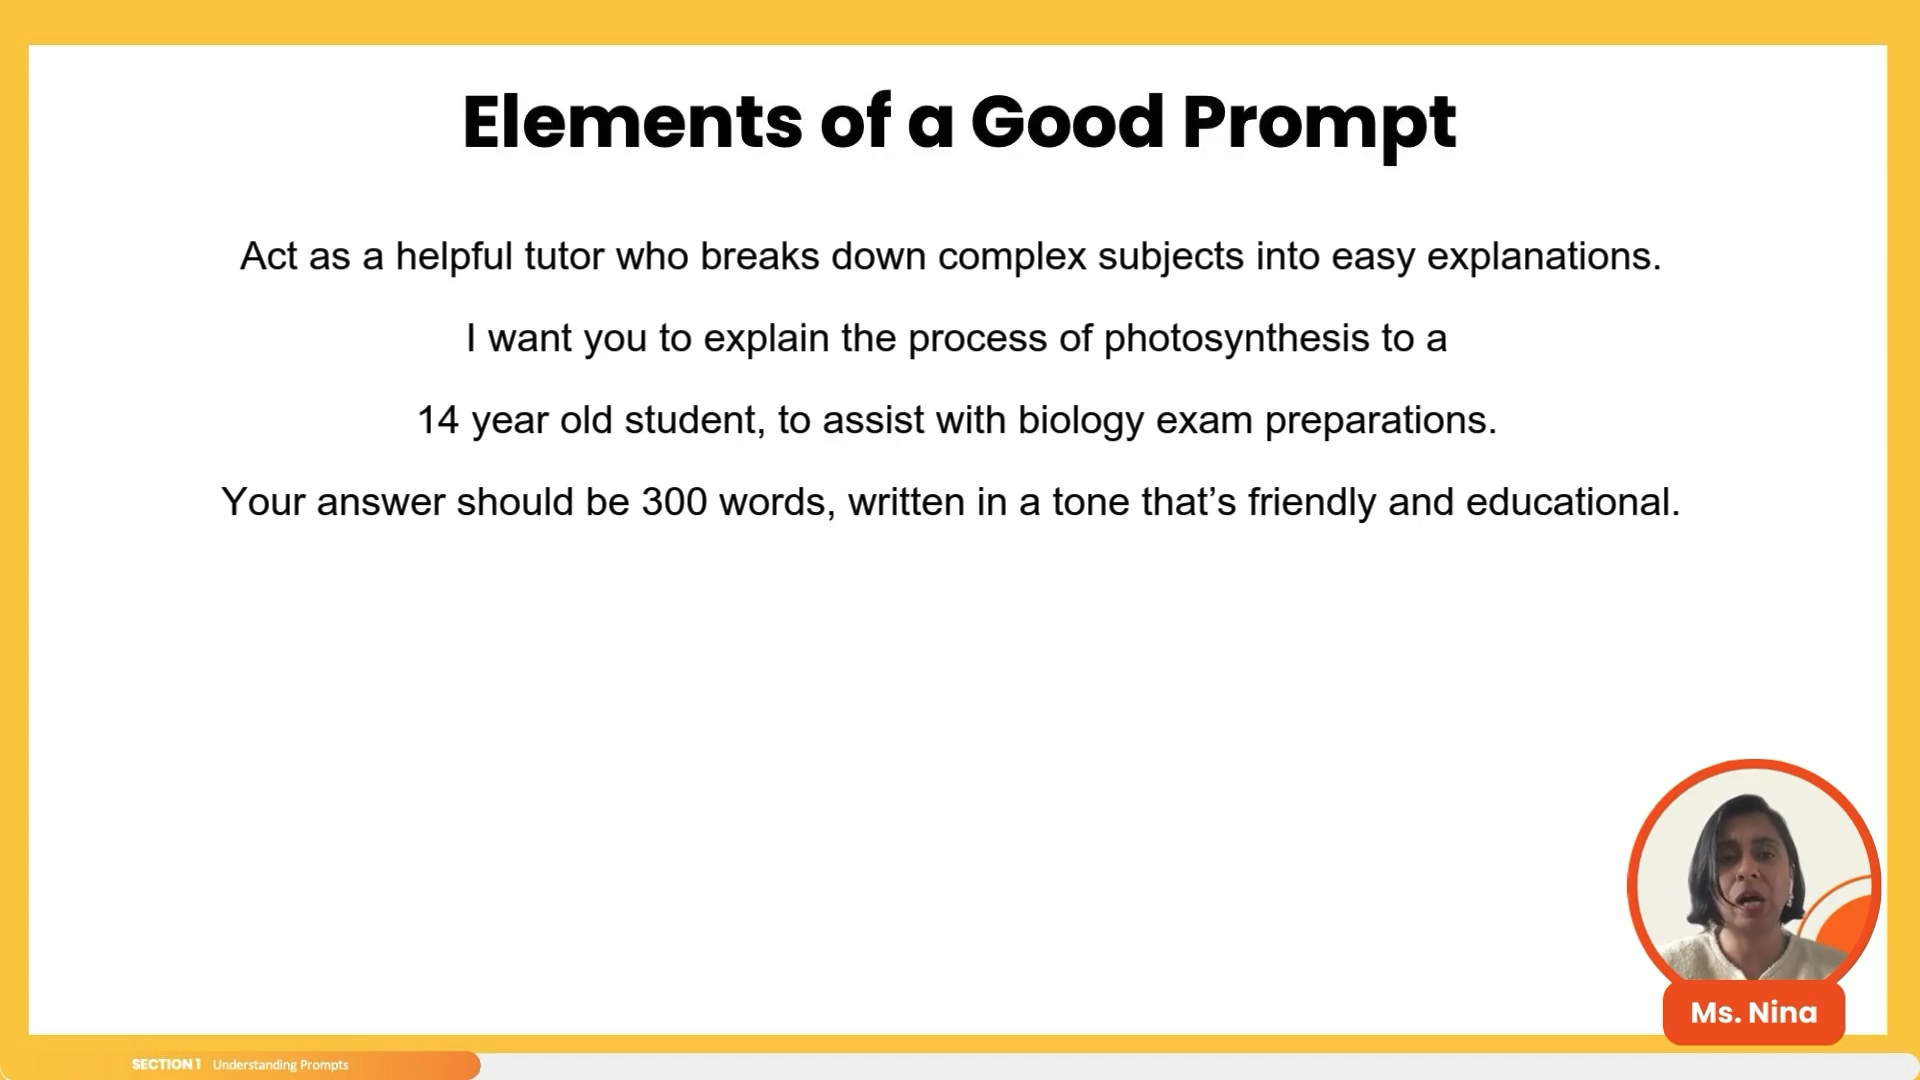 Elements of a Good Prompt
Act as a helpful tutor who breaks down complex subjects into easy explanations.
I want you to explain the process of photosynthesis to a
14 year old student, to assist with biology exam preparations.
Your answer should be 300 words, written in a tone that’s friendly and educational.
Ms. Nina
SECTION 1 Understanding Prompts